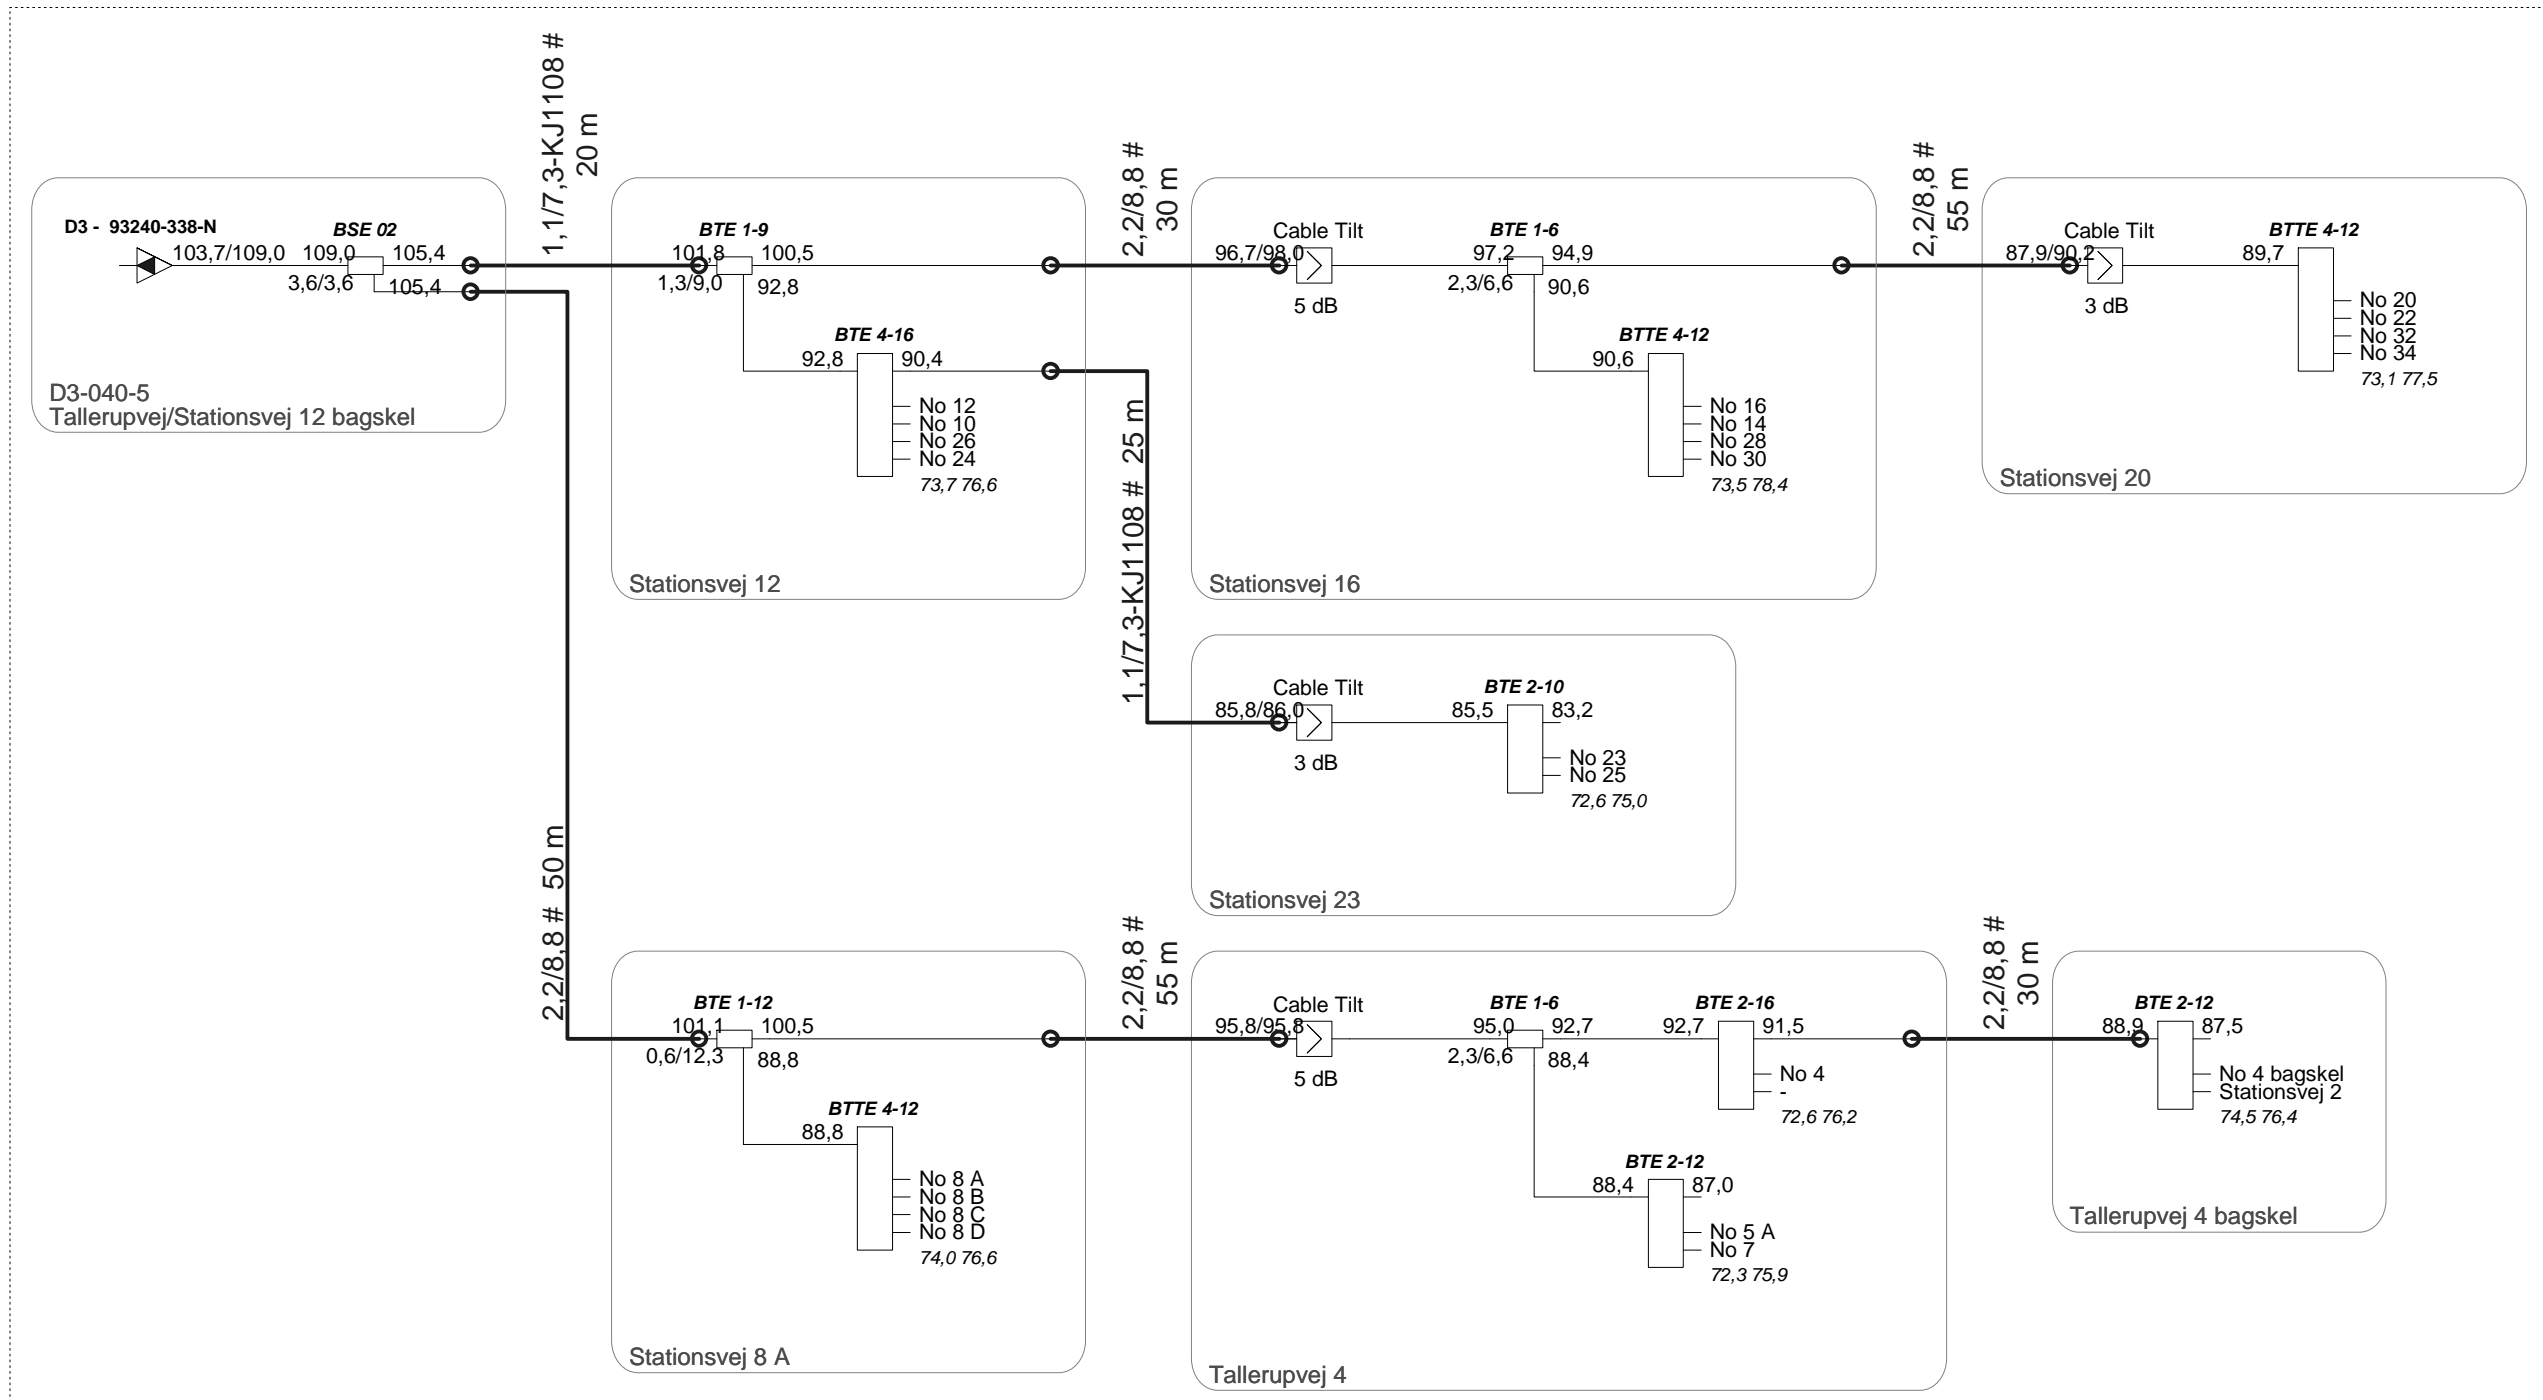 1,1/7,3-KJ1108 #
20 m
D3 - 93240-338-N
103,7/109,0
BSE 02
109,0
105,4
3,6/3,6
105,4
D3-040-5
Tallerupvej/Stationsvej 12 bagskel
BTE 1-9
101,8
100,5
1,3/9,0
92,8
BTE 4-16
92,8
90,4
No 12
No 10
No 26
No 24
73,7 76,6
Stationsvej 12
2,2/8,8 #
30 m
Cable Tilt
96,7/98,0
5 dB
BTE 1-6
97,2
94,9
2,3/6,6
90,6
BTTE 4-12
90,6
No 16
No 14
No 28
No 30
73,5 78,4
Stationsvej 16
2,2/8,8 #
55 m
Cable Tilt
87,9/90,2
3 dB
BTTE 4-12
89,7
No 20
No 22
No 32
No 34
73,1 77,5
Stationsvej 20
1,1/7,3-KJ1108 # 25 m
Cable Tilt
85,8/86,0
3 dB
BTE 2-10
85,5
83,2
No 23
No 25
72,6 75,0
Stationsvej 23
2,2/8,8 # 50 m
BTE 1-12
101,1
100,5
0,6/12,3
88,8
BTTE 4-12
88,8
No 8 A
No 8 B
No 8 C
No 8 D
74,0 76,6
Stationsvej 8 A
2,2/8,8 #
55 m
Cable Tilt
95,8/95,8
5 dB
BTE 1-6
95,0
92,7
2,3/6,6
88,4
BTE 2-16
92,7
91,5
No 4
-
72,6 76,2
BTE 2-12
88,4
87,0
No 5 A
No 7
72,3 75,9
Tallerupvej 4
2,2/8,8 #
30 m
BTE 2-12
88,9
87,5
No 4 bagskel
Stationsvej 2
74,5 76,4
Tallerupvej 4 bagskel